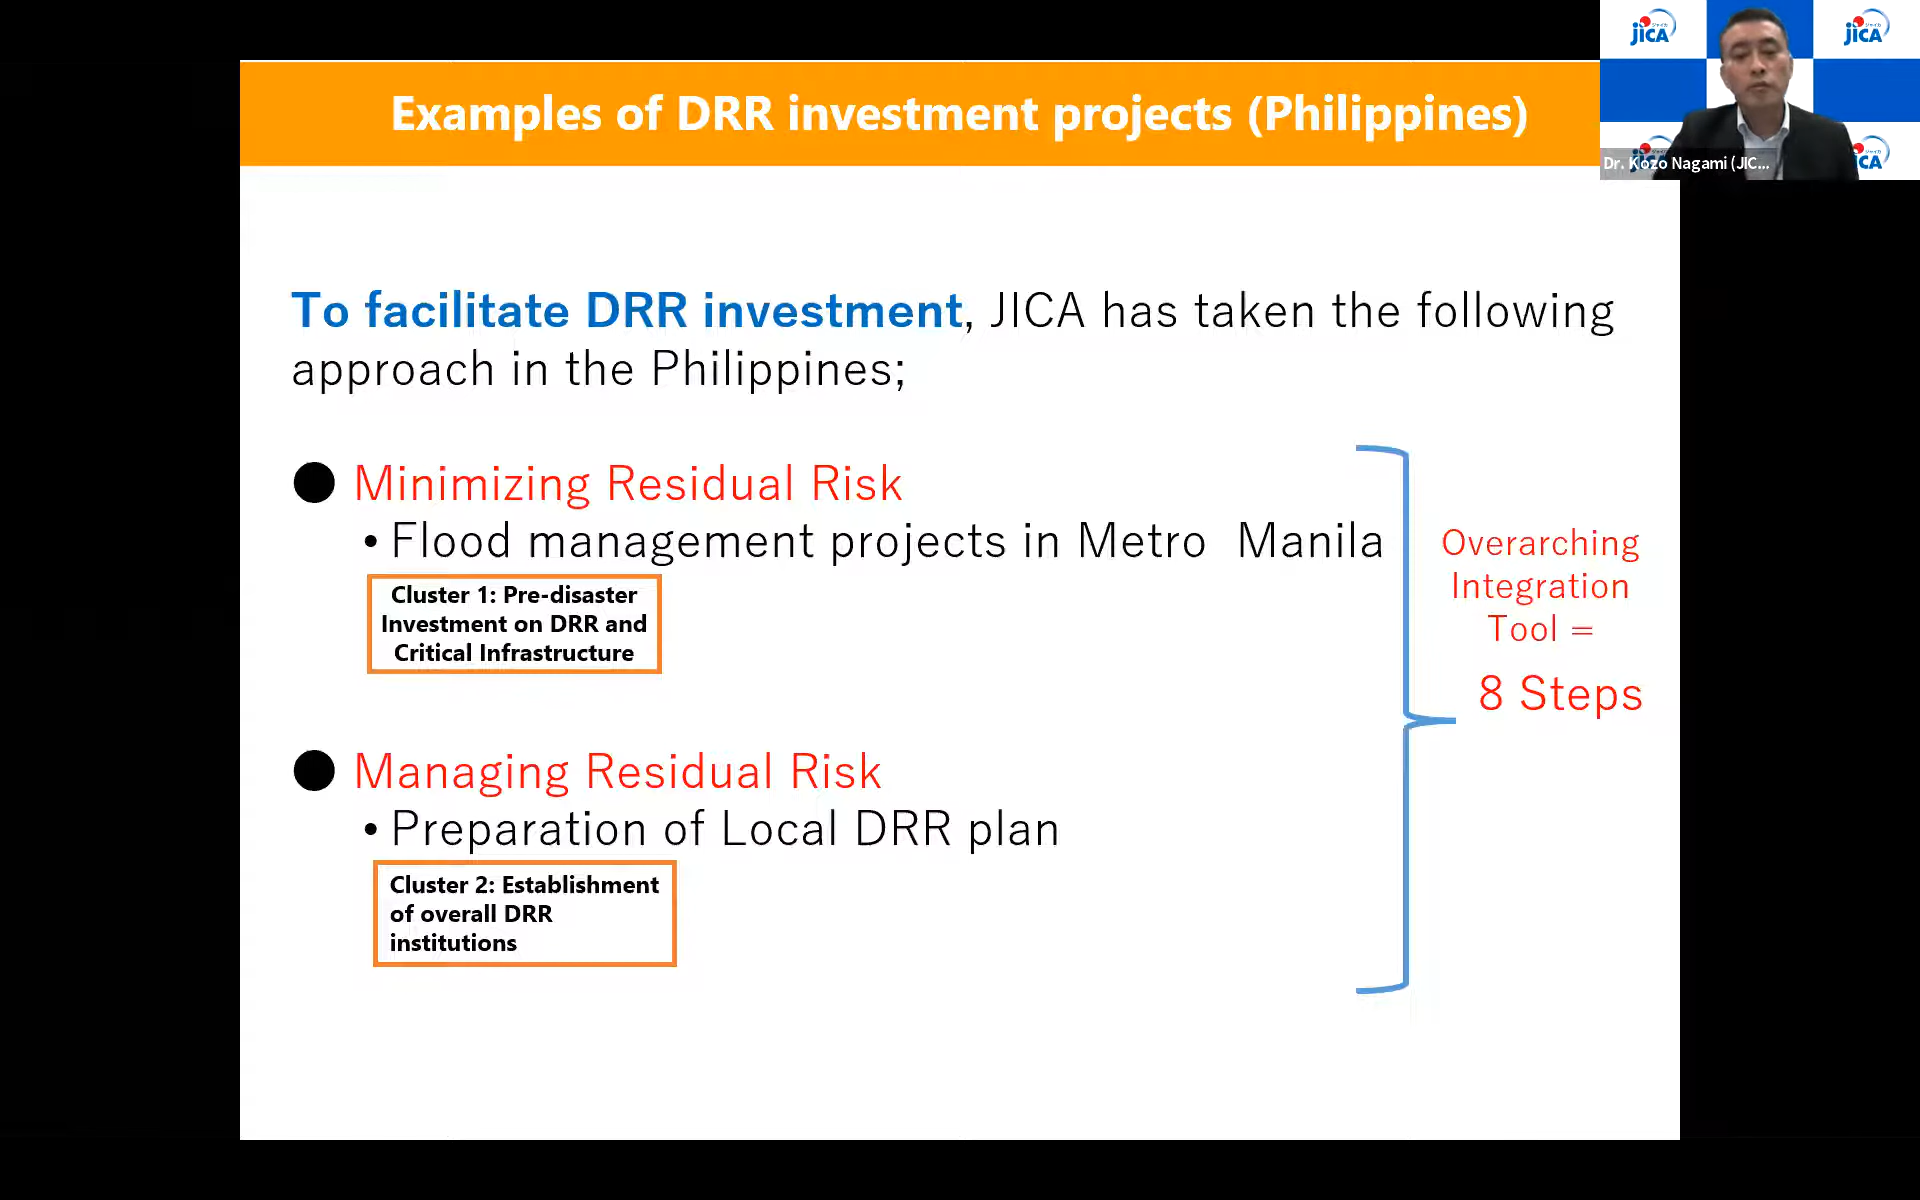 Examples of DRR investment projects (Philippines)
JICA
JICA
Dr. Kozo Nagami (JIC...
To facilitate DRR investment, JICA has taken the following
approach in the Philippines;
● Minimizing Residual Risk
• Flood management projects in Metro Manila
Cluster 1: Pre-disaster
Investment on DRR and
Critical Infrastructure
Overarching
Integration
Tool =
8 Steps
● Managing Residual Risk
• Preparation of Local DRR plan
Cluster 2: Establishment
of overall DRR
institutions